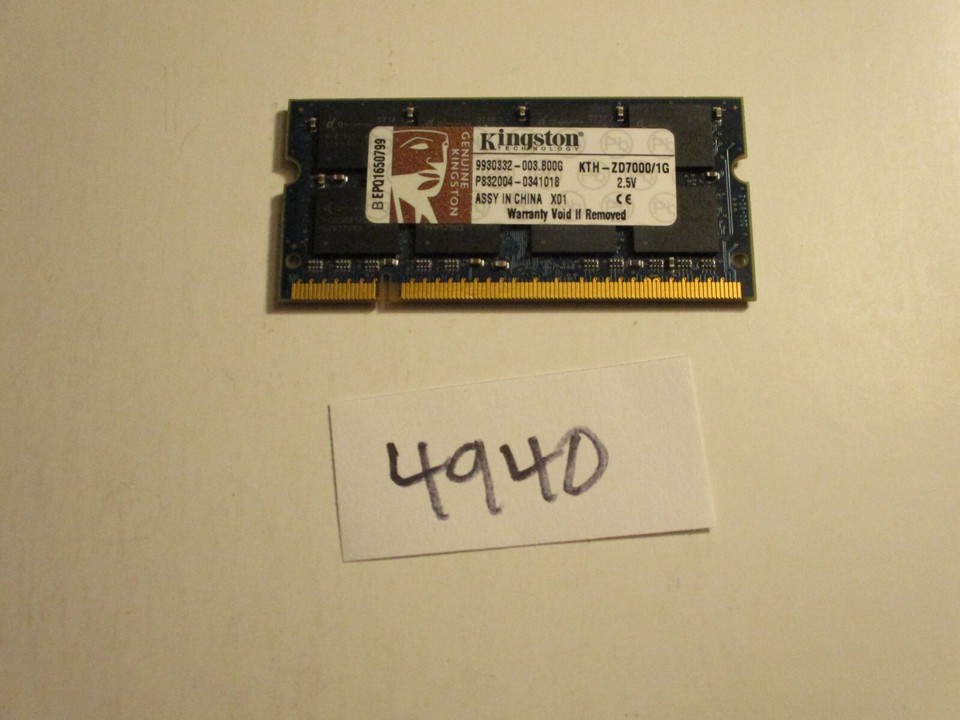 Kingston
TECHNOLOGY
GENUINE
KINGSTON
BEPQ1650799
9930332-003.B00G KTH-ZD7000/1G
P832004-0341018 2.5V
ASSY IN CHINA X01 CE
Warranty Void If Removed
4940